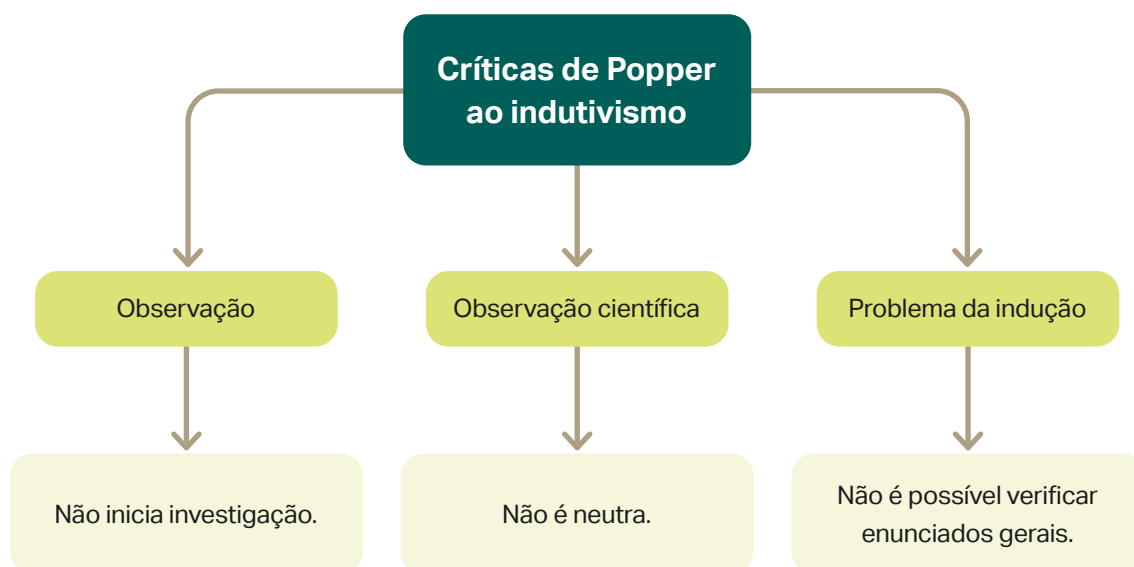 Críticas de Popper
ao indutivismo
Observação
Observação científica
Problema da indução
Não inicia investigação.
Não é neutra.
Não é possível verificar
enunciados gerais.